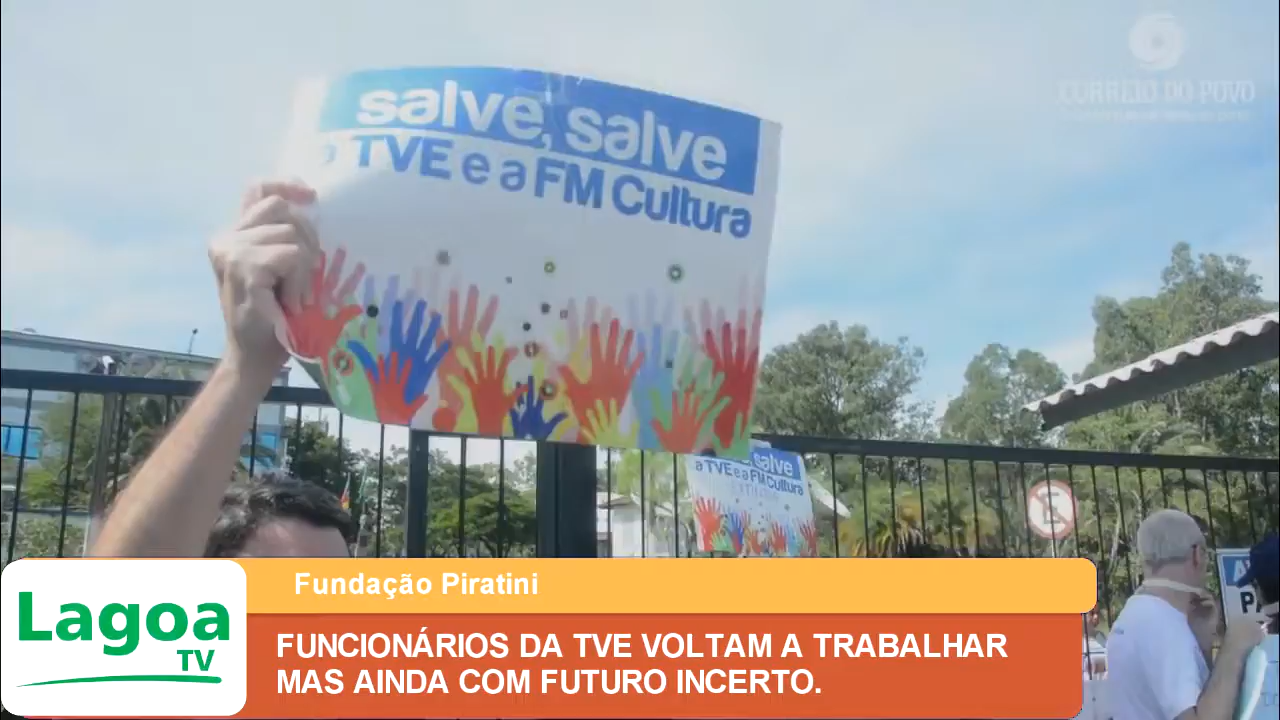 CORREIO DO POVO
salve, salve
a TVE e a FM Cultura
salve
a TVE e a FM Cultura
Fundação Piratini
Lagoa
TV
FUNCIONÁRIOS DA TVE VOLTAM A TRABALHAR
MAS AINDA COM FUTURO INCERTO.